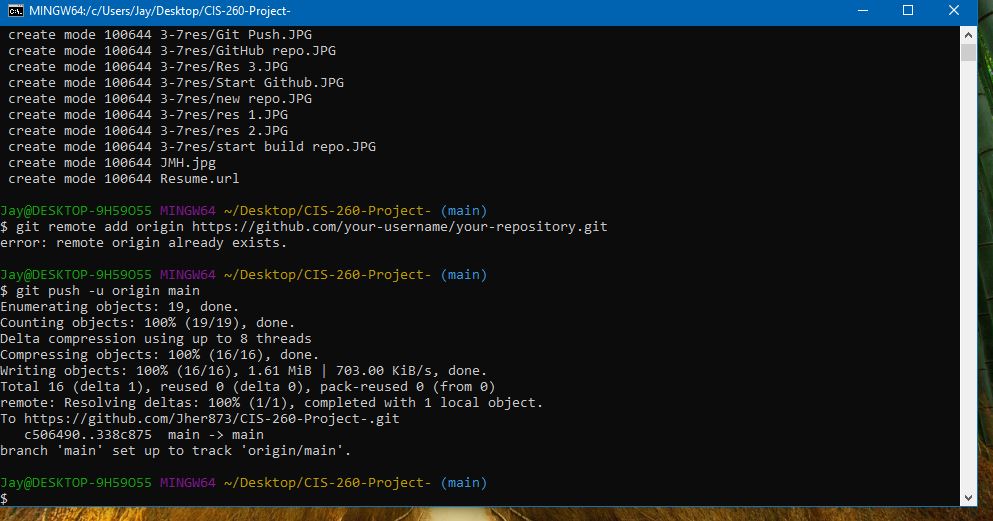 MINGW64:/c/Users/Jay/Desktop/CIS-260-Project-
create mode 100644 3-7res/Git Push.JPG
create mode 100644 3-7res/GitHub repo.JPG
create mode 100644 3-7res/Res 3.JPG
create mode 100644 3-7res/Start Github.JPG
create mode 100644 3-7res/new repo.JPG
create mode 100644 3-7res/res 1.JPG
create mode 100644 3-7res/res 2.JPG
create mode 100644 3-7res/start build repo.JPG
create mode 100644 JMH.jpg
create mode 100644 Resume.url
Jay@DESKTOP-9H59O55 MINGW64 ~/Desktop/CIS-260-Project- (main)
$ git remote add origin https://github.com/your-username/your-repository.git
error: remote origin already exists.
Jay@DESKTOP-9H59O55 MINGW64 ~/Desktop/CIS-260-Project- (main)
$ git push -u origin main
Enumerating objects: 19, done.
Counting objects: 100% (19/19), done.
Delta compression using up to 8 threads
Compressing objects: 100% (16/16), done.
Writing objects: 100% (16/16), 1.61 MiB | 703.00 KiB/s, done.
Total 16 (delta 1), reused 0 (delta 0), pack-reused 0 (from 0)
remote: Resolving deltas: 100% (1/1), completed with 1 local object.
To https://github.com/Jher873/CIS-260-Project-.git
c506490..338c875  main -> main
branch 'main' set up to track 'origin/main'.
Jay@DESKTOP-9H59O55 MINGW64 ~/Desktop/CIS-260-Project- (main)
$